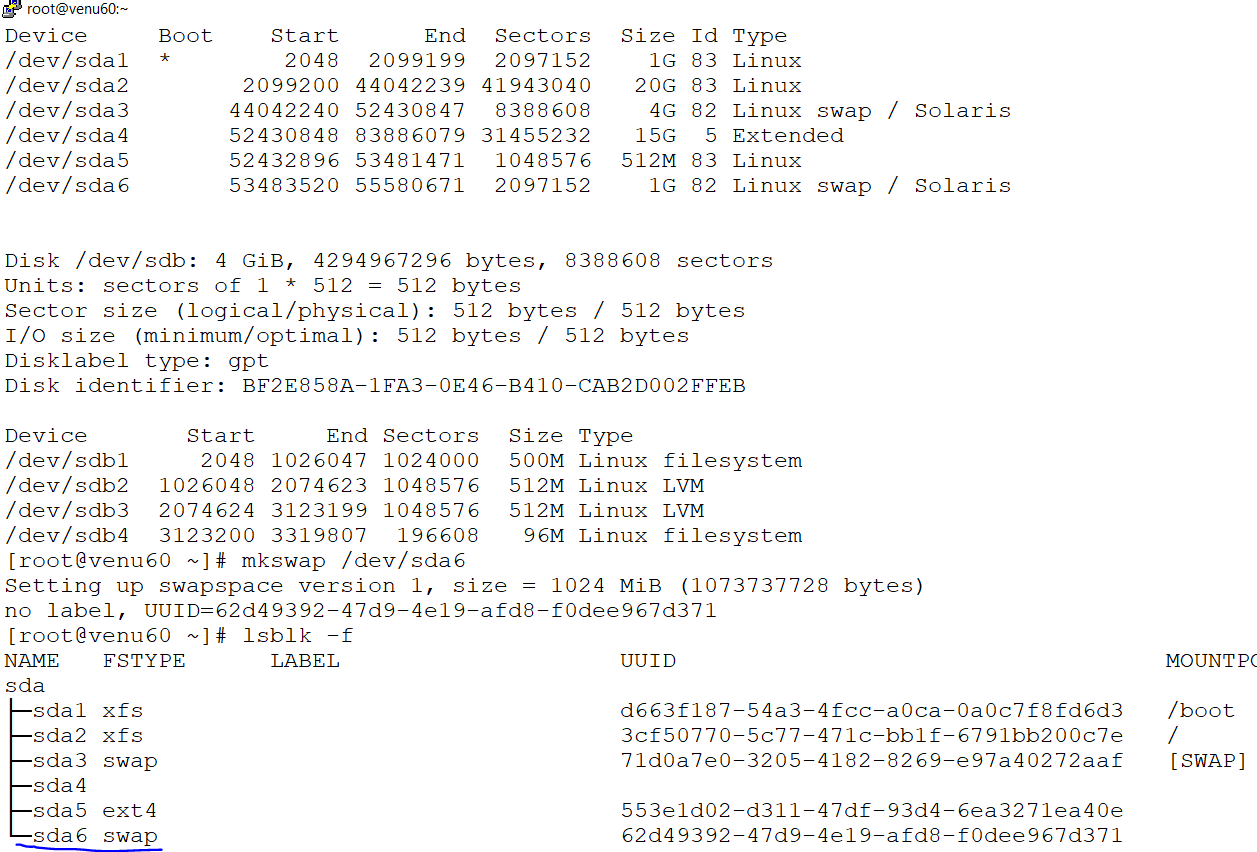 root@venu60:~
Device     Boot    Start      End  Sectors  Size Id Type
/dev/sda1  *        2048  2099199  2097152    1G 83 Linux
/dev/sda2        2099200 44042239 41943040   20G 83 Linux
/dev/sda3       44042240 52430847  8388608    4G 82 Linux swap / Solaris
/dev/sda4       52430848 83886079 31455232   15G  5 Extended
/dev/sda5       52432896 53481471  1048576  512M 83 Linux
/dev/sda6       53483520 55580671  2097152    1G 82 Linux swap / Solaris
Disk /dev/sdb: 4 GiB, 4294967296 bytes, 8388608 sectors
Units: sectors of 1 * 512 = 512 bytes
Sector size (logical/physical): 512 bytes / 512 bytes
I/O size (minimum/optimal): 512 bytes / 512 bytes
Disklabel type: gpt
Disk identifier: BF2E858A-1FA3-0E46-B410-CAB2D002FFEB
Device       Start     End Sectors  Size Type
/dev/sdb1     2048 1026047 1024000  500M Linux filesystem
/dev/sdb2  1026048 2074623 1048576  512M Linux LVM
/dev/sdb3  2074624 3123199 1048576  512M Linux LVM
/dev/sdb4  3123200 3319807  196608   96M Linux filesystem
[root@venu60 ~]# mkswap /dev/sda6
Setting up swapspace version 1, size = 1024 MiB (1073737728 bytes)
no label, UUID=62d49392-47d9-4e19-afd8-f0dee967d371
[root@venu60 ~]# lsblk -f
NAME   FSTYPE      LABEL                    UUID                                   MOUNTPO
sda
├─sda1 xfs                                  d663f187-54a3-4fcc-a0ca-0a0c7f8fd6d3   /boot
├─sda2 xfs                                  3cf50770-5c77-471c-bb1f-6791bb200c7e   /
├─sda3 swap                                 71d0a7e0-3205-4182-8269-e97a40272aaf   [SWAP]
├─sda4
├─sda5 ext4                                 553e1d02-d311-47df-93d4-6ea3271ea40e
└─sda6 swap                                 62d49392-47d9-4e19-afd8-f0dee967d371